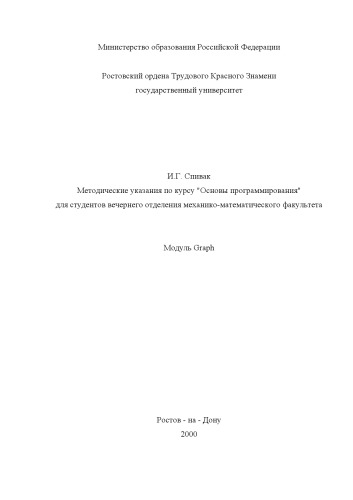 Министерство образования Российской Федерации
Ростовский ордена Трудового Красного Знамени
государственный университет
И.Г. Спивак
Методические указания по курсу "Основы программирования"
для студентов вечернего отделения механико-математического факультета
Модуль Graph
Ростов - на - Дону
2000